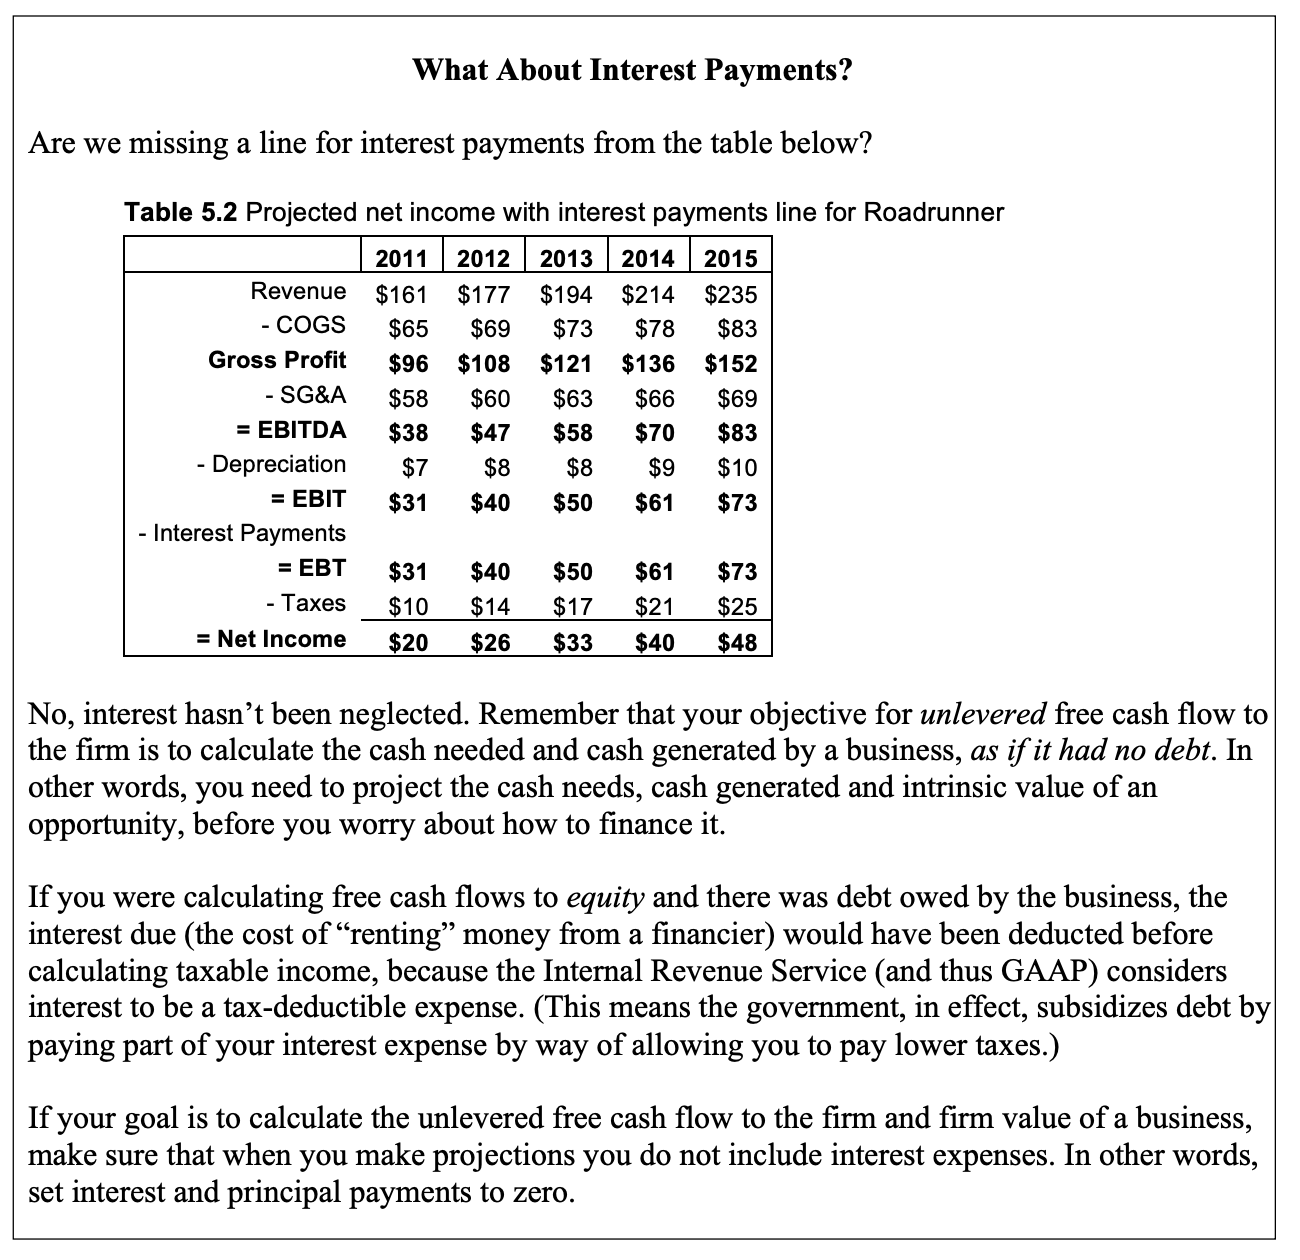 What About Interest Payments?
Are we missing a line for interest payments from the table below?
Table 5.2 Projected net income with interest payments line for Roadrunner
2011 2012 2013 2014 2015
Revenue $161 $177 $194 $214 $235
- COGS $65 $69 $73 $78 $83
Gross Profit $96 $108 $121 $136 $152
- SG&A $58 $60 $63 $66 $69
= EBITDA $38 $47 $58 $70 $83
- Depreciation $7 $8 $8 $9 $10
= EBIT $31 $40 $50 $61 $73
- Interest Payments
= EBT $31 $40 $50 $61 $73
- Taxes $10 $14 $17 $21 $25
= Net Income $20 $26 $33 $40 $48
No, interest hasn’t been neglected. Remember that your objective for unlevered free cash flow to
the firm is to calculate the cash needed and cash generated by a business, as if it had no debt. In
other words, you need to project the cash needs, cash generated and intrinsic value of an
opportunity, before you worry about how to finance it.
If you were calculating free cash flows to equity and there was debt owed by the business, the
interest due (the cost of “renting” money from a financier) would have been deducted before
calculating taxable income, because the Internal Revenue Service (and thus GAAP) considers
interest to be a tax-deductible expense. (This means the government, in effect, subsidizes debt by
paying part of your interest expense by way of allowing you to pay lower taxes.)
If your goal is to calculate the unlevered free cash flow to the firm and firm value of a business,
make sure that when you make projections you do not include interest expenses. In other words,
set interest and principal payments to zero.